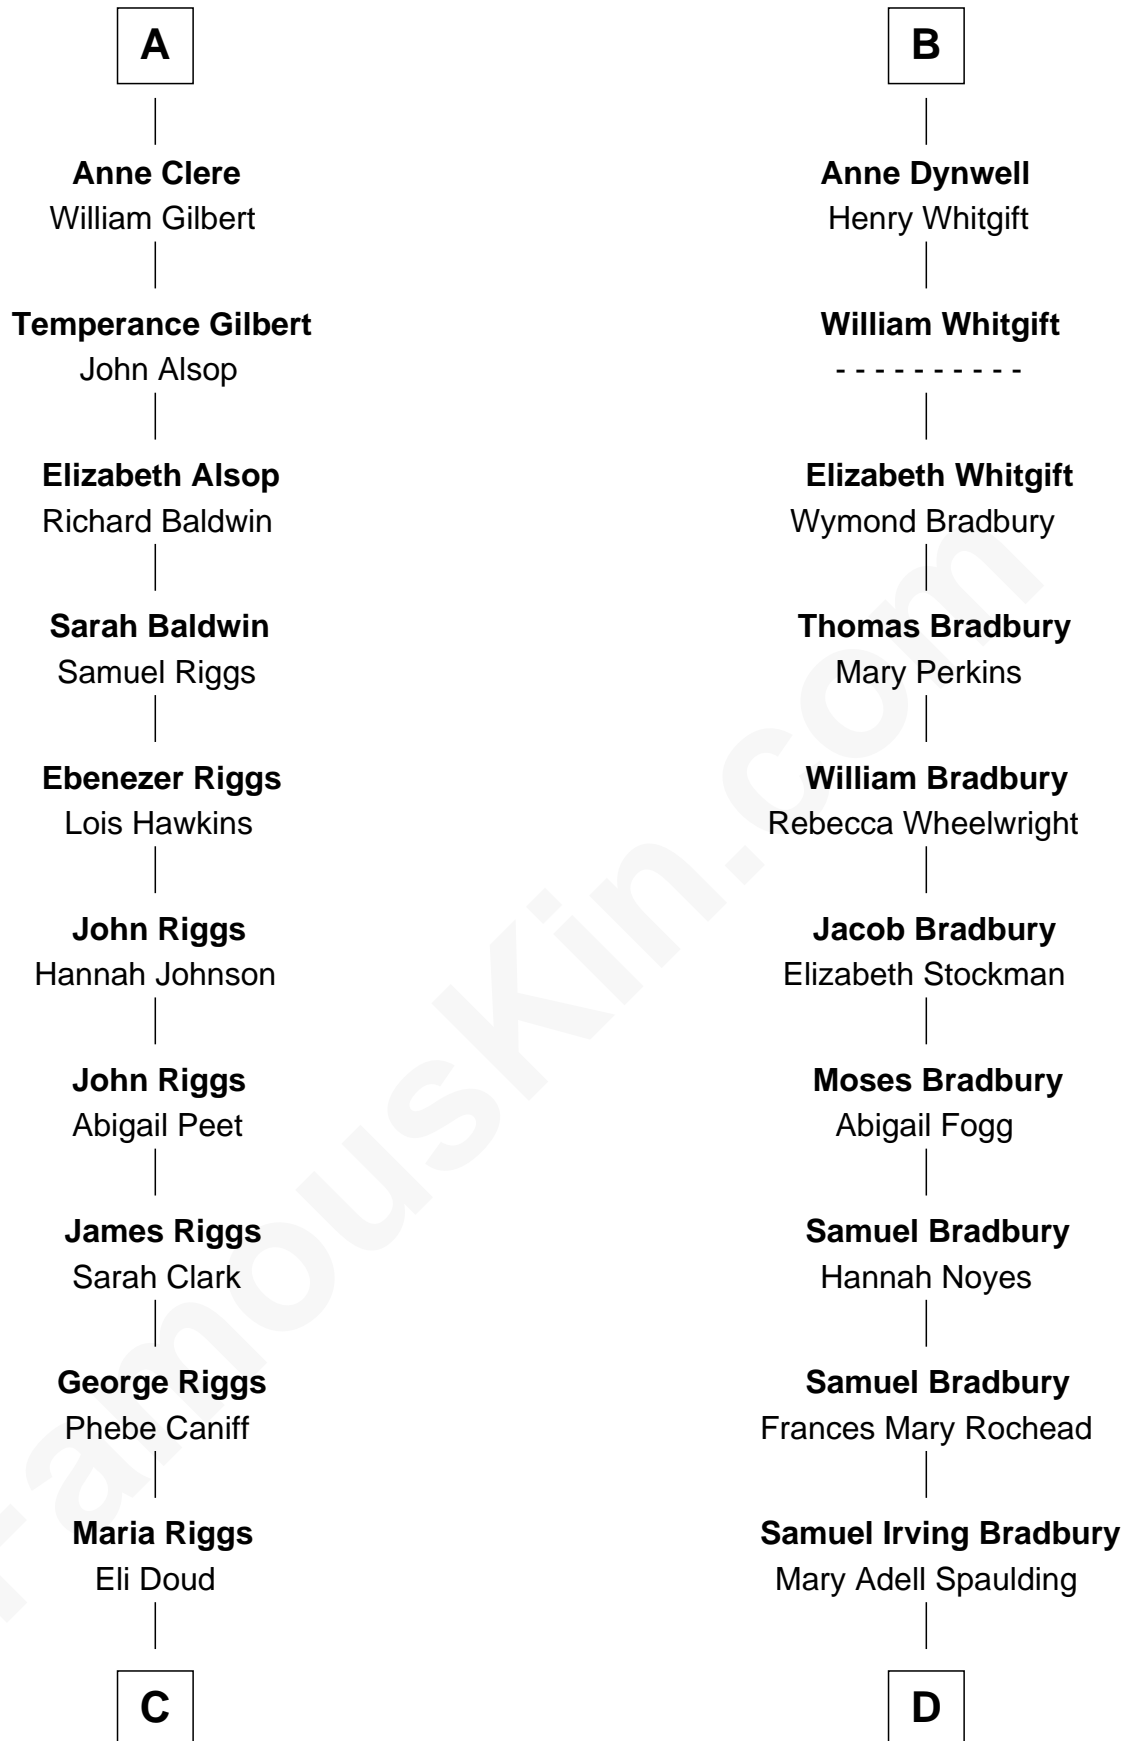 A
Anne Clere
William Gilbert
Temperance Gilbert
John Alsop
Elizabeth Alsop
Richard Baldwin
Sarah Baldwin
Samuel Riggs
Ebenezer Riggs
Lois Hawkins
John Riggs
Hannah Johnson
John Riggs
Abigail Peet
James Riggs
Sarah Clark
George Riggs
Phebe Caniff
Maria Riggs
Eli Doud
C
B
Anne Dynwell
Henry Whitgift
William Whitgift
- - - - - - - - - -
Elizabeth Whitgift
Wymond Bradbury
Thomas Bradbury
Mary Perkins
William Bradbury
Rebecca Wheelwright
Jacob Bradbury
Elizabeth Stockman
Moses Bradbury
Abigail Fogg
Samuel Bradbury
Hannah Noyes
Samuel Bradbury
Frances Mary Rochead
Samuel Irving Bradbury
Mary Adell Spaulding
D
FamousKin.com